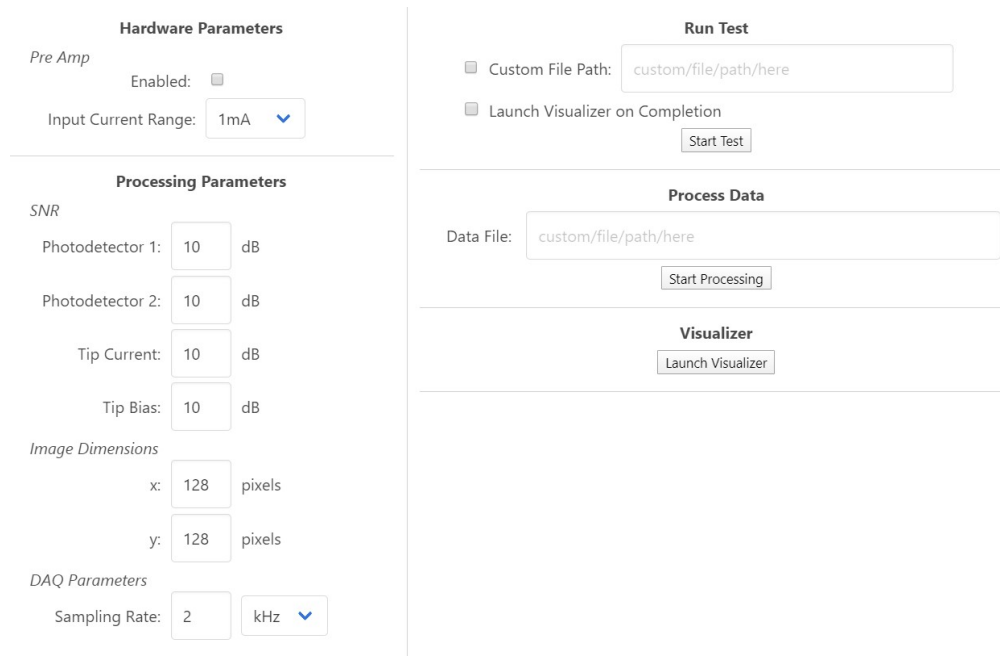 Hardware Parameters
Pre Amp
Enabled:
Input Current Range: 1mA
Processing Parameters
SNR
Photodetector 1: 10 dB
Photodetector 2: 10 dB
Tip Current: 10 dB
Tip Bias: 10 dB
Image Dimensions
x: 128 pixels
y: 128 pixels
DAQ Parameters
Sampling Rate: 2 kHz
Run Test
Custom File Path: custom/file/path/here
Launch Visualizer on Completion
Start Test
Process Data
Data File: custom/file/path/here
Start Processing
Visualizer
Launch Visualizer